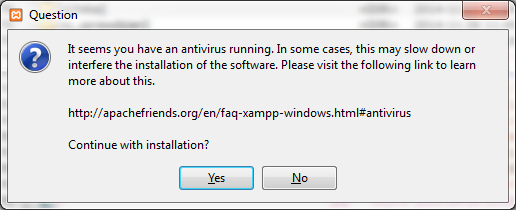 Question
It seems you have an antivirus running. In some cases, this may slow down or
interfere the installation of the software. Please visit the following link to learn
more about this.
http://apachefriends.org/en/faq-xampp-windows.html#antivirus
Continue with installation?
Yes No